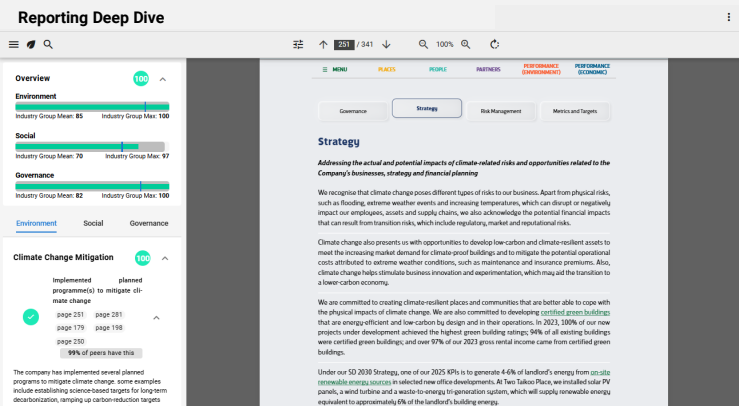 Reporting Deep Dive
251 / 341
100%
Overview
100
Environment
Industry Group Mean: 85 Industry Group Max: 100
Social
Industry Group Mean: 70 Industry Group Max: 97
Governance
Industry Group Mean: 82 Industry Group Max: 100
Environment Social Governance
Climate Change Mitigation 100
Implemented planned
programme(s) to mitigate cli-
mate change
page 251 page 281
page 179 page 198
page 250
99% of peers have this
The company has implemented several planned
programs to mitigate climate change. some examples
include establishing science-based targets for long-term
decarbonization, ramping up carbon-reduction targets
MENU PLACES PEOPLE PARTNERS PERFORMANCE (ENVIRONMENT) PERFORMANCE (ECONOMIC)
Governance Strategy Risk Management Metrics and Targets
Strategy
Addressing the actual and potential impacts of climate-related risks and opportunities related to the
Company's businesses, strategy and financial planning
We recognise that climate change poses different types of risks to our business. Apart from physical risks,
such as flooding, extreme weather events and increasing temperatures, which can disrupt or negatively
impact our employees, assets and supply chains, we also acknowledge the potential financial impacts
that can result from transition risks, which include regulatory, market and reputational risks.
Climate change also presents us with opportunities to develop low-carbon and climate-resilient assets to
meet the increasing market demand for climate-proof buildings and to mitigate the potential operational
costs attributed to extreme weather conditions, such as maintenance and insurance premiums. Also,
climate change helps stimulate business innovation and experimentation, which may aid the transition to
a lower-carbon economy.
We are committed to creating climate-resilient places and communities that are better able to cope with
the physical impacts of climate change. We are also committed to developing certified green buildings
that are energy-efficient and low-carbon by design and in their operations. In 2023, 100% of our new
projects under development achieved the highest green building ratings; 94% of all existing buildings
were certified green buildings; and over 97% of our 2023 gross rental income came from certified green
buildings.
Under our SD 2030 Strategy, one of our 2025 KPIs is to generate 4-6% of landlord's energy from on-site
renewable energy sources in selected new office developments. At Two Taikoo Place, we installed solar PV
panels, a wind turbine and a waste-to-energy tri-generation system, which will supply renewable energy
equivalent to approximately 6% of the landlord's building energy.